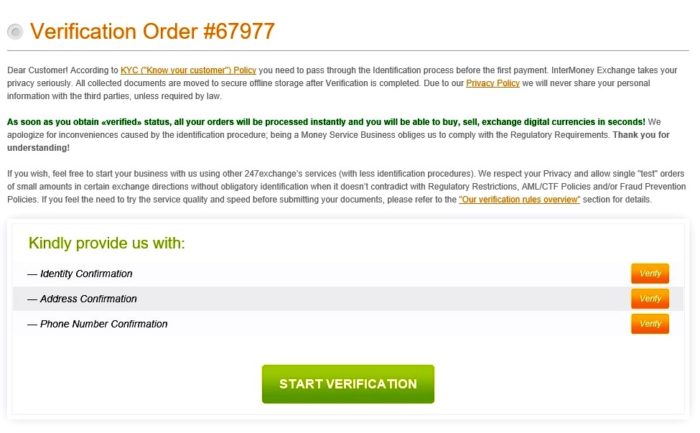 Verification Order #67977
Dear Customer! According to KYC ("Know your customer") Policy you need to pass through the Identification process before the first payment. InterMoney Exchange takes your
privacy seriously. All collected documents are moved to secure offline storage after Verification is completed. Due to our Privacy Policy we will never share your personal
information with the third parties, unless required by law.
As soon as you obtain «verified» status, all your orders will be processed instantly and you will be able to buy, sell, exchange digital currencies in seconds! We
apologize for inconveniences caused by the identification procedure; being a Money Service Business obliges us to comply with the Regulatory Requirements. Thank you for
understanding!
If you wish, feel free to start your business with us using other 247exchange's services (with less identification procedures). We respect your Privacy and allow single "test" orders
of small amounts in certain exchange directions without obligatory identification when it doesn't contradict with Regulatory Restrictions, AML/CTF Policies and/or Fraud Prevention
Policies. If you feel the need to try the service quality and speed before submitting your documents, please refer to the "Our verification rules overview" section for details.
Kindly provide us with:
— Identity Confirmation Verify
— Address Confirmation Verify
— Phone Number Confirmation Verify
START VERIFICATION